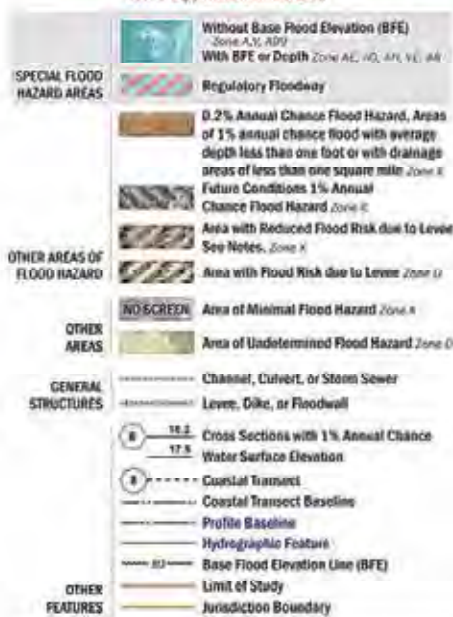 Without Base Flood Elevation (BFE)
Zone A,V, A99
With BFE or Depth Zone AE, AO, AH, VE, AR
SPECIAL FLOOD
HAZARD AREAS
Regulatory Floodway
0.2% Annual Chance Flood Hazard, Areas
of 1% annual chance flood with average
depth less than one foot or with drainage
areas of less than one square mile Zone X
Future Conditions 1% Annual
Chance Flood Hazard Zone X
Area with Reduced Flood Risk due to Levee
See Notes. Zone X
OTHER AREAS OF
FLOOD HAZARD
Area with Flood Risk due to Levee Zone D
NO SCREEN Area of Minimal Flood Hazard Zone X
OTHER
AREAS
Area of Undetermined Flood Hazard Zone D
GENERAL
STRUCTURES
Channel, Culvert, or Storm Sewer
Levee, Dike, or Floodwall
B 18.2 Cross Sections with 1% Annual Chance
17.5 Water Surface Elevation
8 Coastal Transect
Coastal Transect Baseline
Profile Baseline
Hydrographic Feature
Base Flood Elevation Line (BFE)
OTHER
FEATURES
Limit of Study
Jurisdiction Boundary